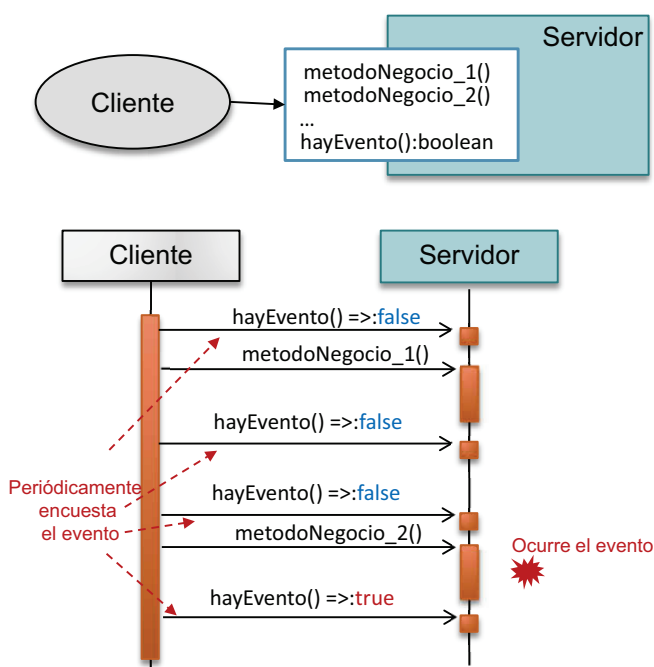 Servidor
Cliente
metodoNegocio_1()
metodoNegocio_2()
...
hayEvento():boolean
Cliente
Servidor
hayEvento() =>:false
metodoNegocio_1()
hayEvento() =>:false
Periódicamente
encuesta
el evento
hayEvento() =>:false
metodoNegocio_2()
Ocurre el evento
hayEvento() =>:true